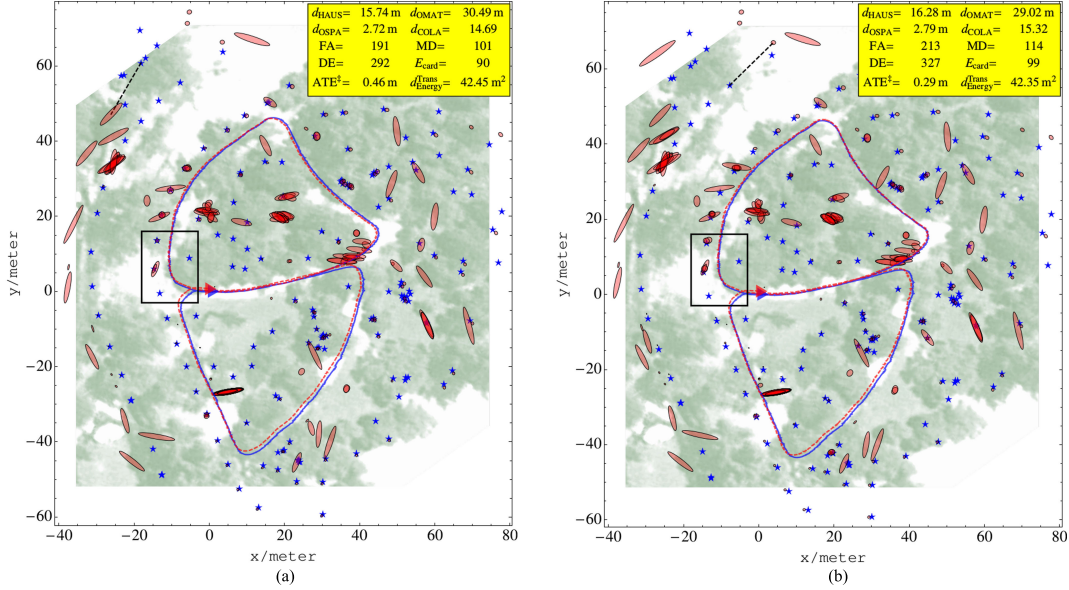 d_HAUS= 15.74 m d_OMAT= 30.49 m
d_OSPA= 2.72 m d_COLA= 14.69
FA= 191 MD= 101
DE= 292 E_card= 90
ATE‡= 0.46 m d_Energy^Trans= 42.45 m²
60
40
20
0
−20
−40
−60
y/meter
−40 −20 0 20 40 60 80
x/meter
(a)
d_HAUS= 16.28 m d_OMAT= 29.02 m
d_OSPA= 2.79 m d_COLA= 15.32
FA= 213 MD= 114
DE= 327 E_card= 99
ATE‡= 0.29 m d_Energy^Trans= 42.35 m²
60
40
20
0
−20
−40
−60
y/meter
−40 −20 0 20 40 60 80
x/meter
(b)